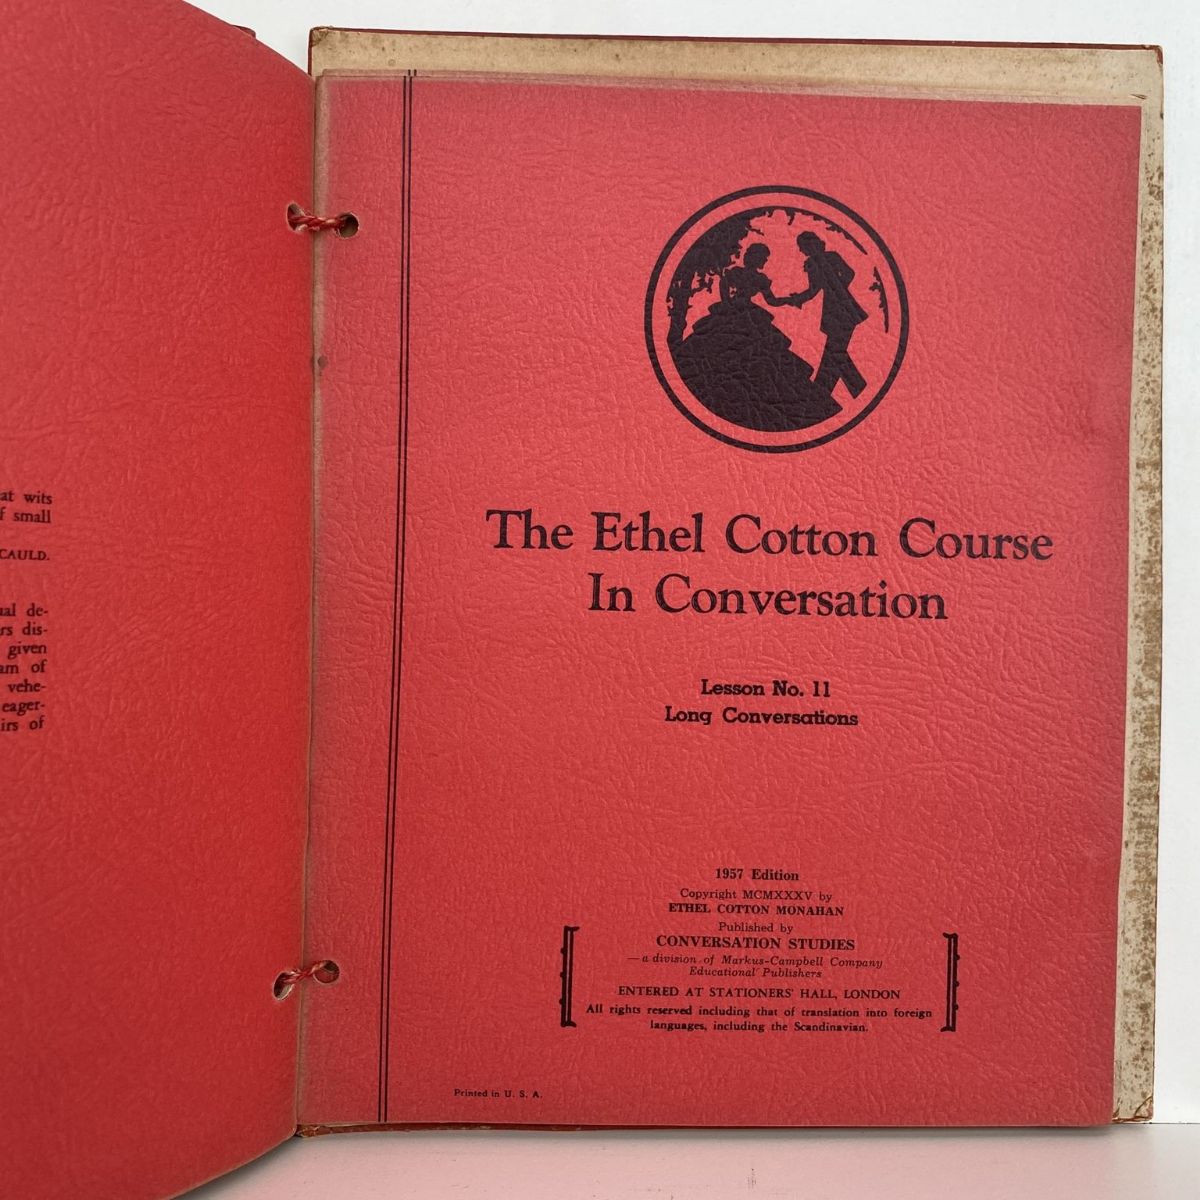 at wits
f small
CAULD.
ual de-
rs dis-
given
am of
vehe-
eager-
irs of
The Ethel Cotton Course
In Conversation
Lesson No. 11
Long Conversations
1957 Edition
Copyright MCMXXXV by
ETHEL COTTON MONAHAN
Published by
CONVERSATION STUDIES
—a division of Markus-Campbell Company
Educational Publishers
ENTERED AT STATIONERS' HALL, LONDON
All rights reserved including that of translation into foreign
languages, including the Scandinavian.
Printed in U. S. A.